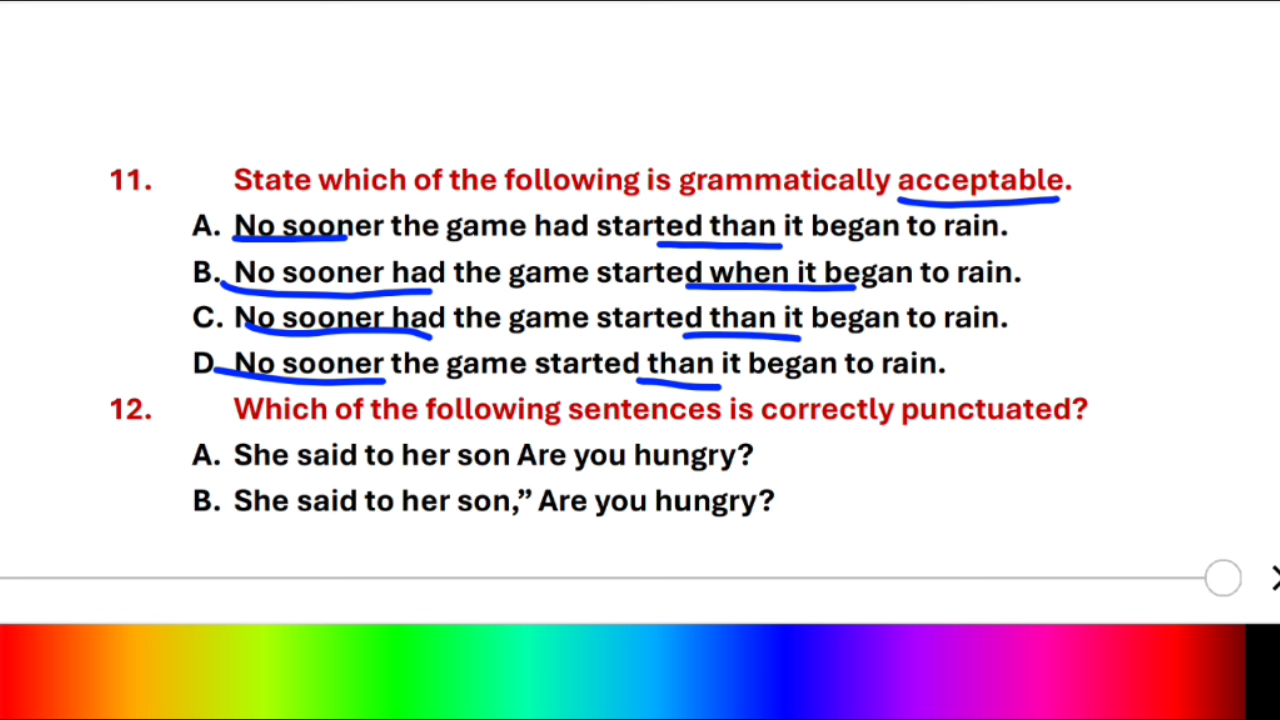 11. State which of the following is grammatically acceptable.
A. No sooner the game had started than it began to rain.
B. No sooner had the game started when it began to rain.
C. No sooner had the game started than it began to rain.
D. No sooner the game started than it began to rain.
12. Which of the following sentences is correctly punctuated?
A. She said to her son Are you hungry?
B. She said to her son,” Are you hungry?